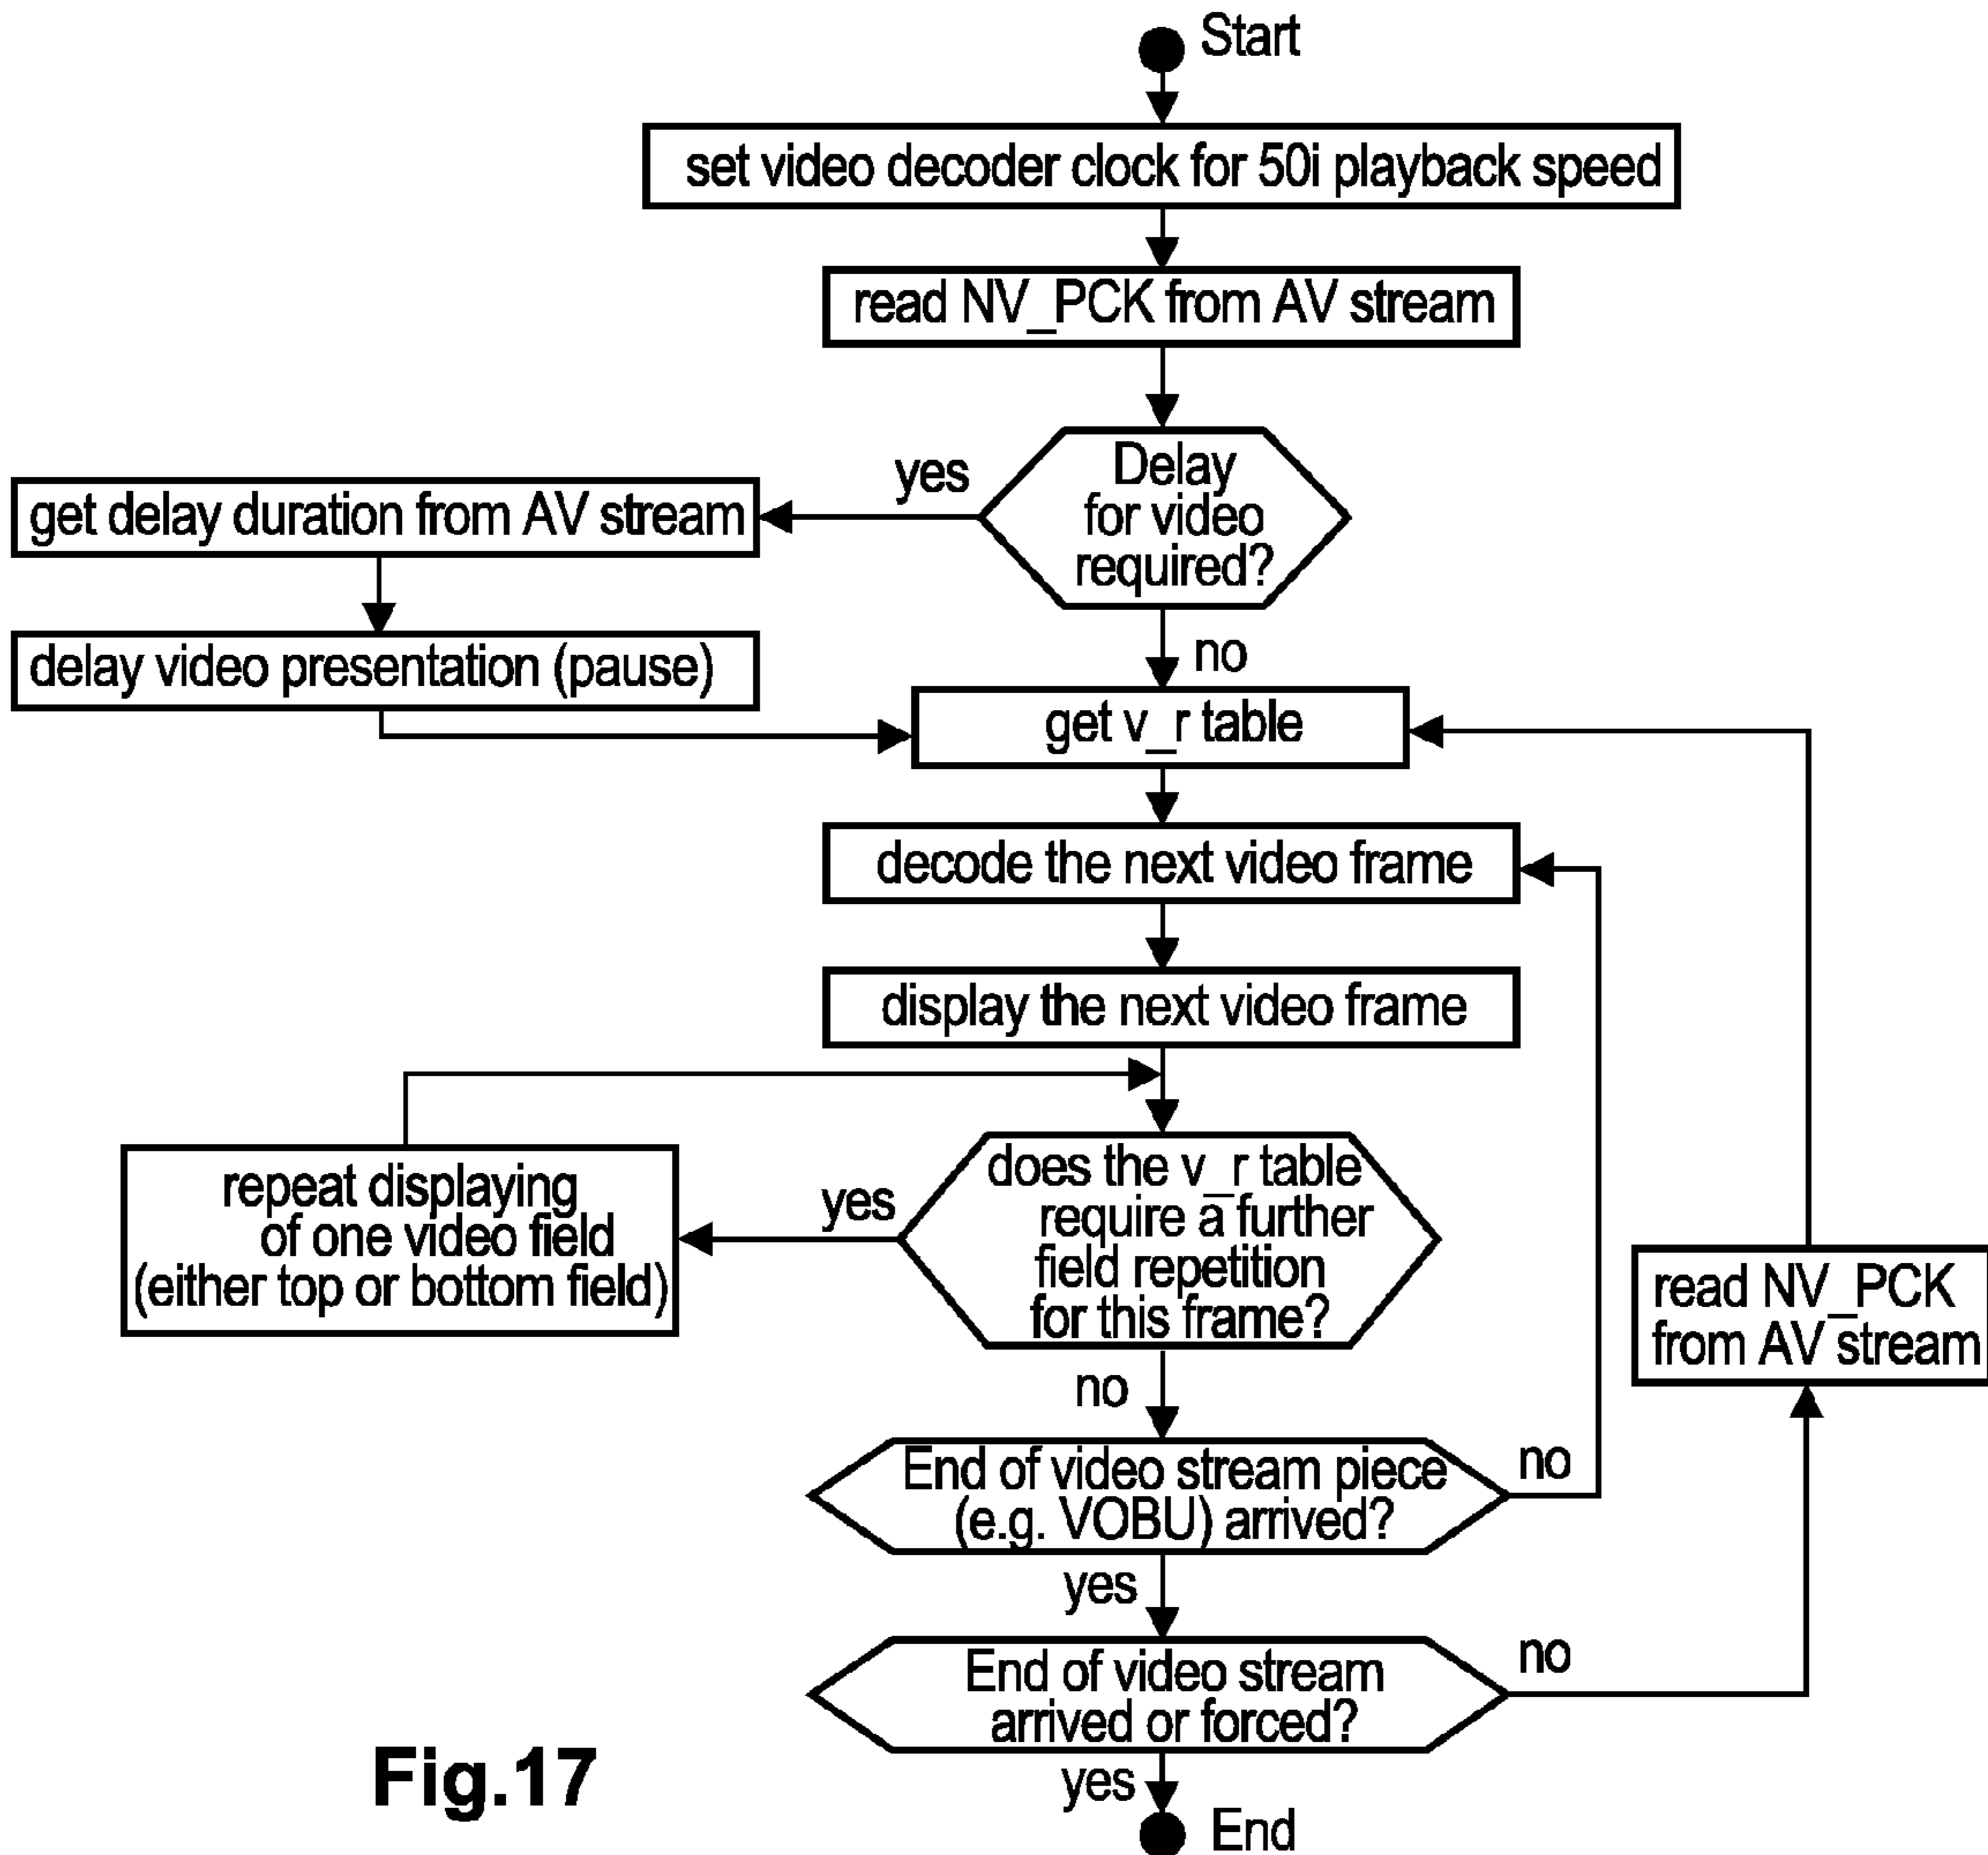 Start
set video decoder clock for 50i playback speed
read NV_PCK from AV stream
Delay
for video
required?
yes
get delay duration from AV stream
delay video presentation (pause)
no
get v_r table
decode the next video frame
display the next video frame
does the v_r table
require a further
field repetition
for this frame?
yes
repeat displaying
of one video field
(either top or bottom field)
read NV_PCK
from AV stream
no
End of video stream piece
(e.g. VOBU) arrived?
no
yes
End of video stream
arrived or forced?
no
yes
End
Fig.17